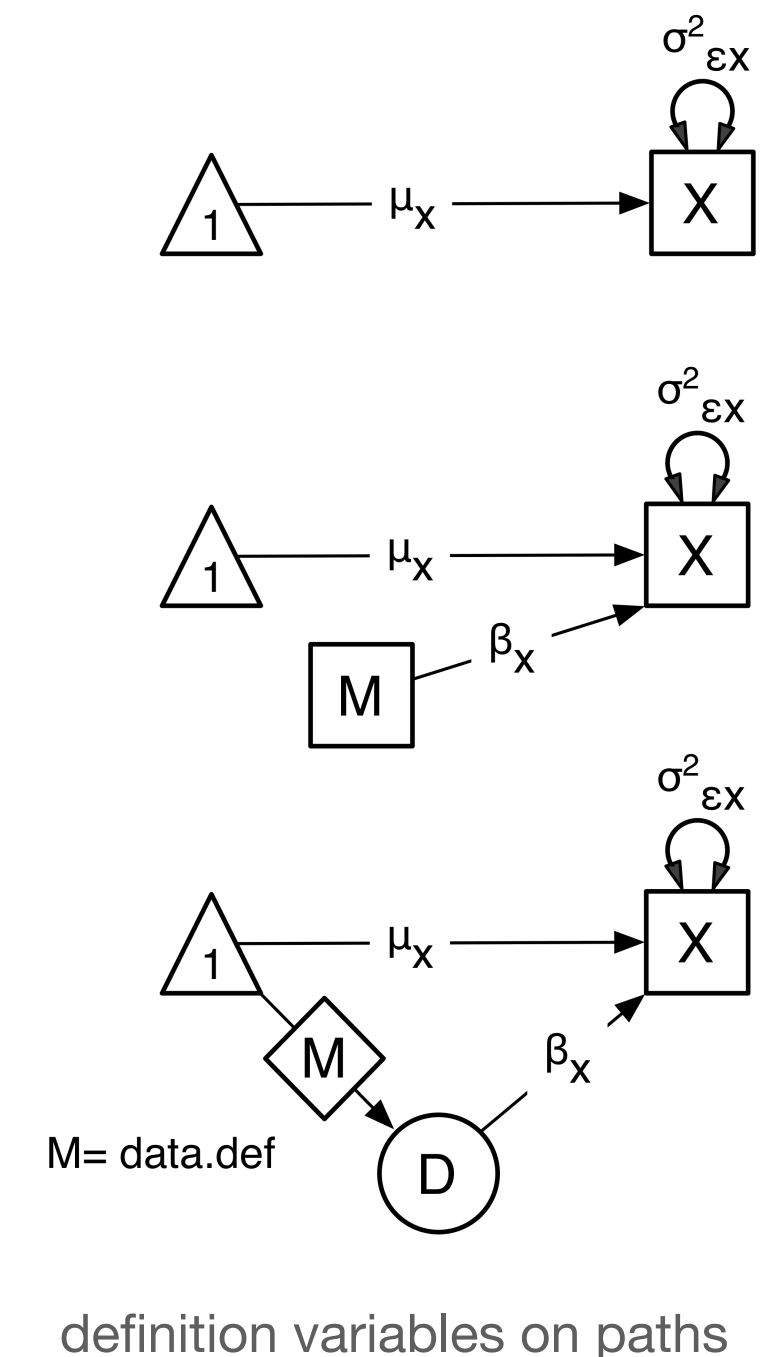 σ²εx
1 μx X
σ²εx
1 μx X
βx
M
σ²εx
1 μx X
M
βx
M= data.def
D
definition variables on paths